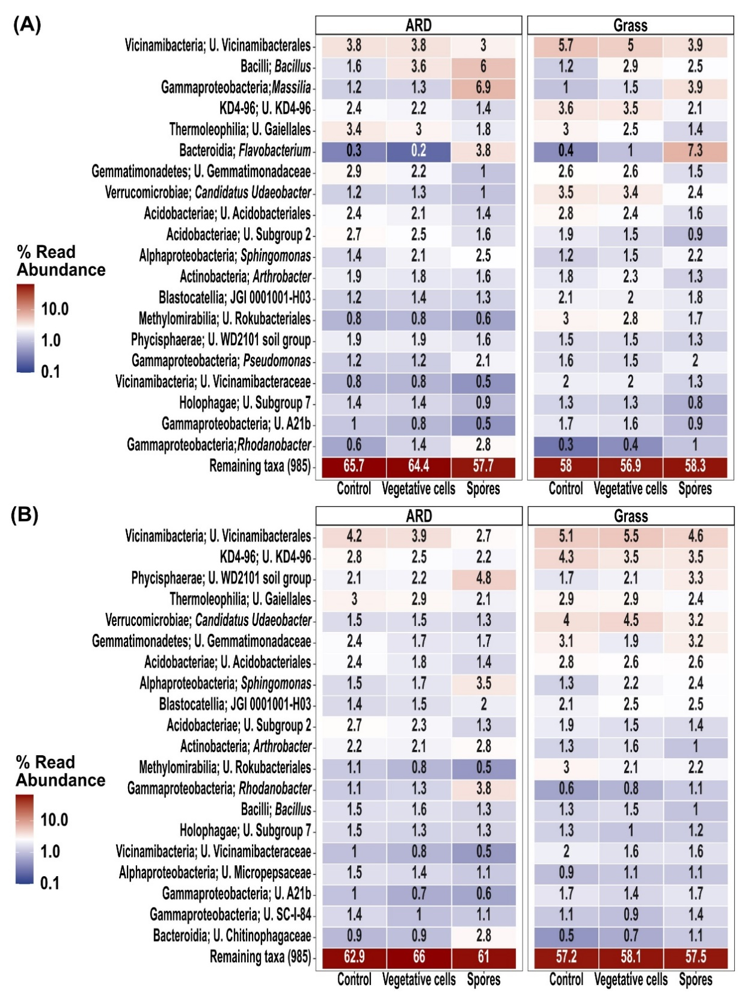 (A)
ARD Grass
Vicinamibacteria; U. Vicinamibacterales 3.8 3.8 3 5.7 5 3.9
Bacilli; Bacillus 1.6 3.6 6 1.2 2.9 2.5
Gammaproteobacteria;Massilia 1.2 1.3 6.9 1 1.5 3.9
KD4-96; U. KD4-96 2.4 2.2 1.4 3.6 3.5 2.1
Thermoleophilia; U. Gaiellales 3.4 3 1.8 3 2.5 1.4
Bacteroidia; Flavobacterium 0.3 0.2 3.8 0.4 1 7.3
Gemmatimonadetes; U. Gemmatimonadaceae 2.9 2.2 1 2.6 2.6 1.5
Verrucomicrobiae; Candidatus Udaeobacter 1.2 1.3 1 3.5 3.4 2.4
Acidobacteriae; U. Acidobacteriales 2.4 2.1 1.4 2.8 2.4 1.6
Acidobacteriae; U. Subgroup 2 2.7 2.5 1.6 1.9 1.5 0.9
Alphaproteobacteria; Sphingomonas 1.4 2.1 2.5 1.2 1.5 2.2
Actinobacteria; Arthrobacter 1.9 1.8 1.6 1.8 2.3 1.3
Blastocatellia; JGI 0001001-H03 1.2 1.4 1.3 2.1 2 1.8
Methylomirabilia; U. Rokubacteriales 0.8 0.8 0.6 3 2.8 1.7
Phycisphaerae; U. WD2101 soil group 1.9 1.9 1.6 1.5 1.5 1.3
Gammaproteobacteria; Pseudomonas 1.2 1.2 2.1 1.6 1.5 2
Vicinamibacteria; U. Vicinamibacteraceae 0.8 0.8 0.5 2 2 1.3
Holophagae; U. Subgroup 7 1.4 1.4 0.9 1.3 1.3 0.8
Gammaproteobacteria; U. A21b 1 0.8 0.5 1.7 1.6 0.9
Gammaproteobacteria;Rhodanobacter 0.6 1.4 2.8 0.3 0.4 1
Remaining taxa (985) 65.7 64.4 57.7 58 56.9 58.3
Control Vegetative cells Spores Control Vegetative cells Spores
% Read
Abundance
10.0
1.0
0.1
(B)
ARD Grass
Vicinamibacteria; U. Vicinamibacterales 4.2 3.9 2.7 5.1 5.5 4.6
KD4-96; U. KD4-96 2.8 2.5 2.2 4.3 3.5 3.5
Phycisphaerae; U. WD2101 soil group 2.1 2.2 4.8 1.7 2.1 3.3
Thermoleophilia; U. Gaiellales 3 2.9 2.1 2.9 2.9 2.4
Verrucomicrobiae; Candidatus Udaeobacter 1.5 1.5 1.3 4 4.5 3.2
Gemmatimonadetes; U. Gemmatimonadaceae 2.4 1.7 1.7 3.1 1.9 3.2
Acidobacteriae; U. Acidobacteriales 2.4 1.8 1.4 2.8 2.6 2.6
Alphaproteobacteria; Sphingomonas 1.5 1.7 3.5 1.3 2.2 2.4
Blastocatellia; JGI 0001001-H03 1.4 1.5 2 2.1 2.5 2.5
Acidobacteriae; U. Subgroup 2 2.7 2.3 1.3 1.9 1.5 1.4
Actinobacteria; Arthrobacter 2.2 2.1 2.8 1.3 1.6 1
Methylomirabilia; U. Rokubacteriales 1.1 0.8 0.5 3 2.1 2.2
Gammaproteobacteria; Rhodanobacter 1.1 1.3 3.8 0.6 0.8 1.1
Bacilli; Bacillus 1.5 1.6 1.3 1.3 1.5 1
Holophagae; U. Subgroup 7 1.5 1.3 1.3 1.3 1 1.2
Vicinamibacteria; U. Vicinamibacteraceae 1 0.8 0.5 2 1.6 1.6
Alphaproteobacteria; U. Micropepsaceae 1.5 1.4 1.1 0.9 1.1 1.1
Gammaproteobacteria; U. A21b 1 0.7 0.6 1.7 1.4 1.7
Gammaproteobacteria; U. SC-I-84 1.4 1 1.1 1.1 0.9 1.4
Bacteroidia; U. Chitinophagaceae 0.9 0.9 2.8 0.5 0.7 1.1
Remaining taxa (985) 62.9 66 61 57.2 58.1 57.5
Control Vegetative cells Spores Control Vegetative cells Spores
% Read
Abundance
10.0
1.0
0.1